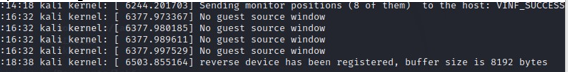 :14:18 kali kernel: [ 6244.201703] Sending monitor positions (8 of them)  to the host: VINF_SUCCESS
:16:32 kali kernel: [ 6377.973367] No guest source window
:16:32 kali kernel: [ 6377.980185] No guest source window
:16:32 kali kernel: [ 6377.989611] No guest source window
:16:32 kali kernel: [ 6377.997529] No guest source window
:18:38 kali kernel: [ 6503.855164] reverse device has been registered, buffer size is 8192 bytes